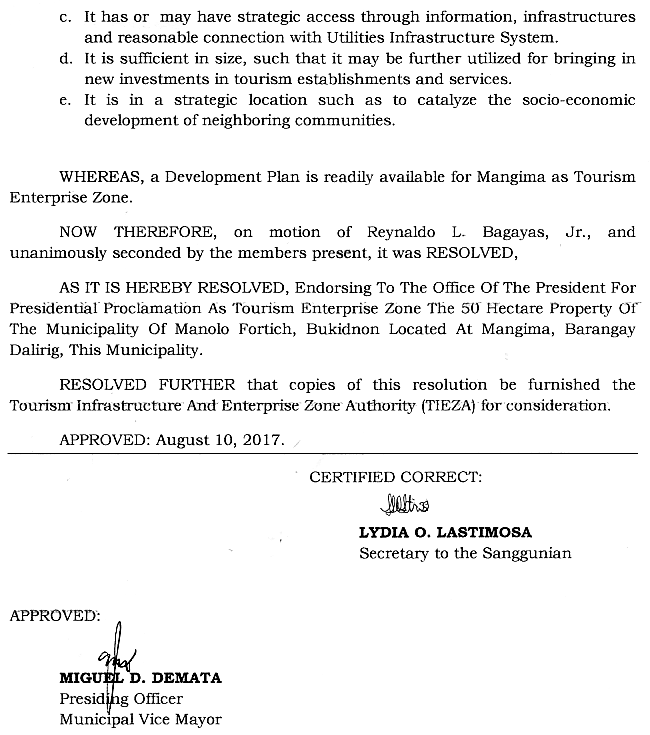 c. It has or may have strategic access through information, infrastructures
and reasonable connection with Utilities Infrastructure System.
d. It is sufficient in size, such that it may be further utilized for bringing in
new investments in tourism establishments and services.
e. It is in a strategic location such as to catalyze the socio-economic
development of neighboring communities.
WHEREAS, a Development Plan is readily available for Mangima as Tourism
Enterprise Zone.
NOW THEREFORE, on motion of Reynaldo L. Bagayas, Jr., and
unanimously seconded by the members present, it was RESOLVED,
AS IT IS HEREBY RESOLVED, Endorsing To The Office Of The President For
Presidential Proclamation As Tourism Enterprise Zone The 50 Hectare Property Of
The Municipality Of Manolo Fortich, Bukidnon Located At Mangima, Barangay
Dalirig, This Municipality.
RESOLVED FURTHER that copies of this resolution be furnished the
Tourism Infrastructure And Enterprise Zone Authority (TIEZA) for consideration.
APPROVED: August 10, 2017.
CERTIFIED CORRECT:
LYDIA O. LASTIMOSA
Secretary to the Sanggunian
APPROVED:
MIGUEL D. DEMATA
Presiding Officer
Municipal Vice Mayor